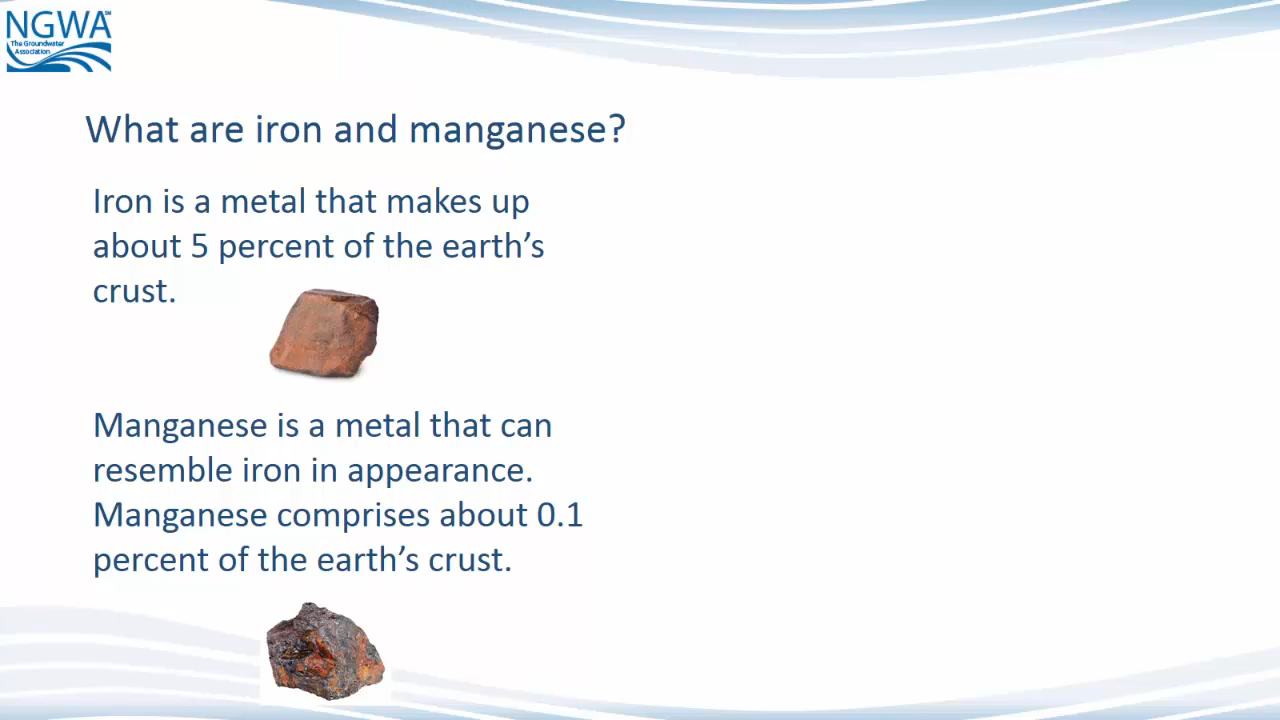 NGWA℠
The Groundwater
Association
What are iron and manganese?
Iron is a metal that makes up
about 5 percent of the earth’s
crust.
Manganese is a metal that can
resemble iron in appearance.
Manganese comprises about 0.1
percent of the earth’s crust.